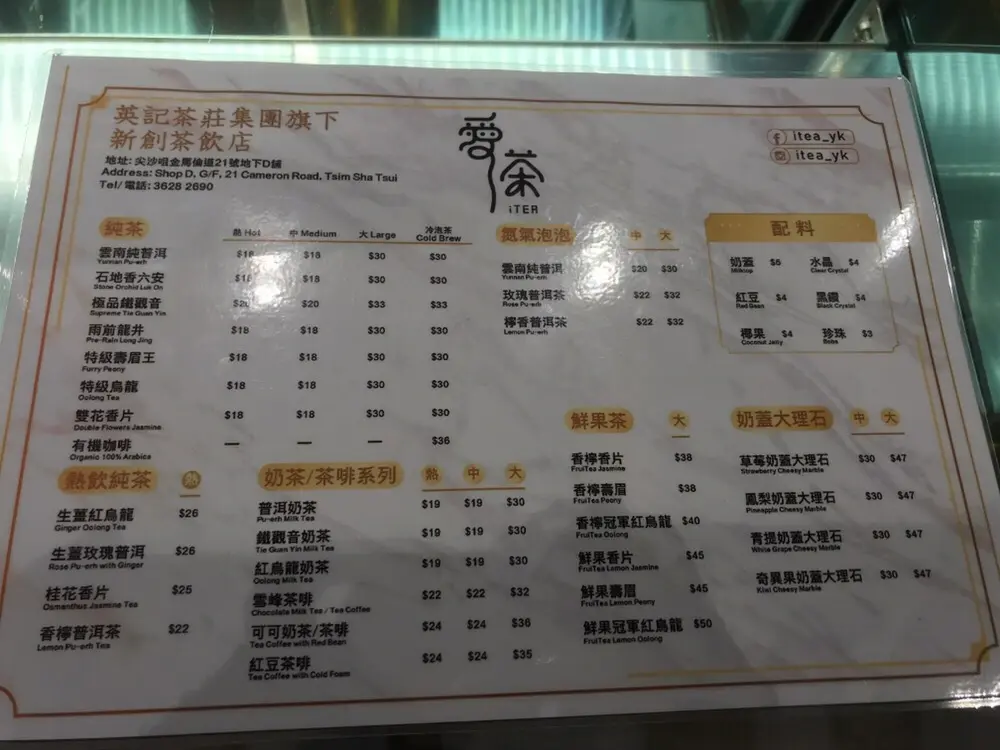 英記茶莊集團旗下
新創茶飲店
地址: 尖沙咀金馬倫道21號地下D舖
Address: Shop D, G/F, 21 Cameron Road, Tsim Sha Tsui
Tel/ 電話: 3628 2690
愛茶
iTEA
itea_yk
itea_yk
純茶 熱 Hot 中 Medium 大 Large 冷泡茶 Cold Brew
雲南純普洱 $18 $18 $30 $30
Yunnan Pu-erh
石地香六安 $18 $18 $30 $30
Stone Orchid Luk On
極品鐵觀音 $20 $20 $33 $33
Supreme Tie Guan Yin
雨前龍井 $18 $18 $30 $30
Pre-Rain Long Jing
特級壽眉王 $18 $18 $30 $30
Furry Peony
特級烏龍 $18 $18 $30 $30
Oolong Tea
雙花香片 $18 $18 $30 $30
Double Flowers Jasmine
有機咖啡 — — — $36
Organic 100% Arabica
氮氣泡泡 中 大
雲南純普洱 $20 $30
Yunnan Pu-erh
玫瑰普洱茶 $22 $32
Rose Pu-erh
檸香普洱茶 $22 $32
Lemon Pu-erh
配料
奶蓋 $5 水晶 $4
Milktop Clear Crystal
紅豆 $4 黑鑽 $4
Red Bean Black Crystal
椰果 $4 珍珠 $3
Coconut Jelly Boba
熱飲純茶 熱
生薑紅烏龍 $26
Ginger Oolong Tea
生薑玫瑰普洱 $26
Rose Pu-erh with Ginger
桂花香片 $25
Osmanthus Jasmine Tea
香檸普洱茶 $22
Lemon Pu-erh Tea
奶茶/茶啡系列 熱 中 大
普洱奶茶 $19 $19 $30
Pu-erh Milk Tea
鐵觀音奶茶 $19 $19 $30
Tie Guan Yin Milk Tea
紅烏龍奶茶 $19 $19 $30
Oolong Milk Tea
雪峰茶啡 $22 $22 $32
Chocolate Milk Tea / Tea Coffee
可可奶茶/茶啡 $24 $24 $36
Tea Coffee with Red Bean
紅豆茶啡 $24 $24 $35
Tea Coffee with Cold Foam
鮮果茶 大
香檸香片 $38
FruiTea Jasmine
香檸壽眉 $38
FruiTea Peony
香檸冠軍紅烏龍 $40
FruiTea Oolong
鮮果香片 $45
FruiTea Lemon Jasmine
鮮果壽眉 $45
FruiTea Lemon Peony
鮮果冠軍紅烏龍 $50
FruiTea Lemon Oolong
奶蓋大理石 中 大
草莓奶蓋大理石 $30 $47
Strawberry Cheesy Marble
鳳梨奶蓋大理石 $30 $47
Pineapple Cheesy Marble
青提奶蓋大理石 $30 $47
White Grape Cheesy Marble
奇異果奶蓋大理石 $30 $47
Kiwi Cheesy Marble